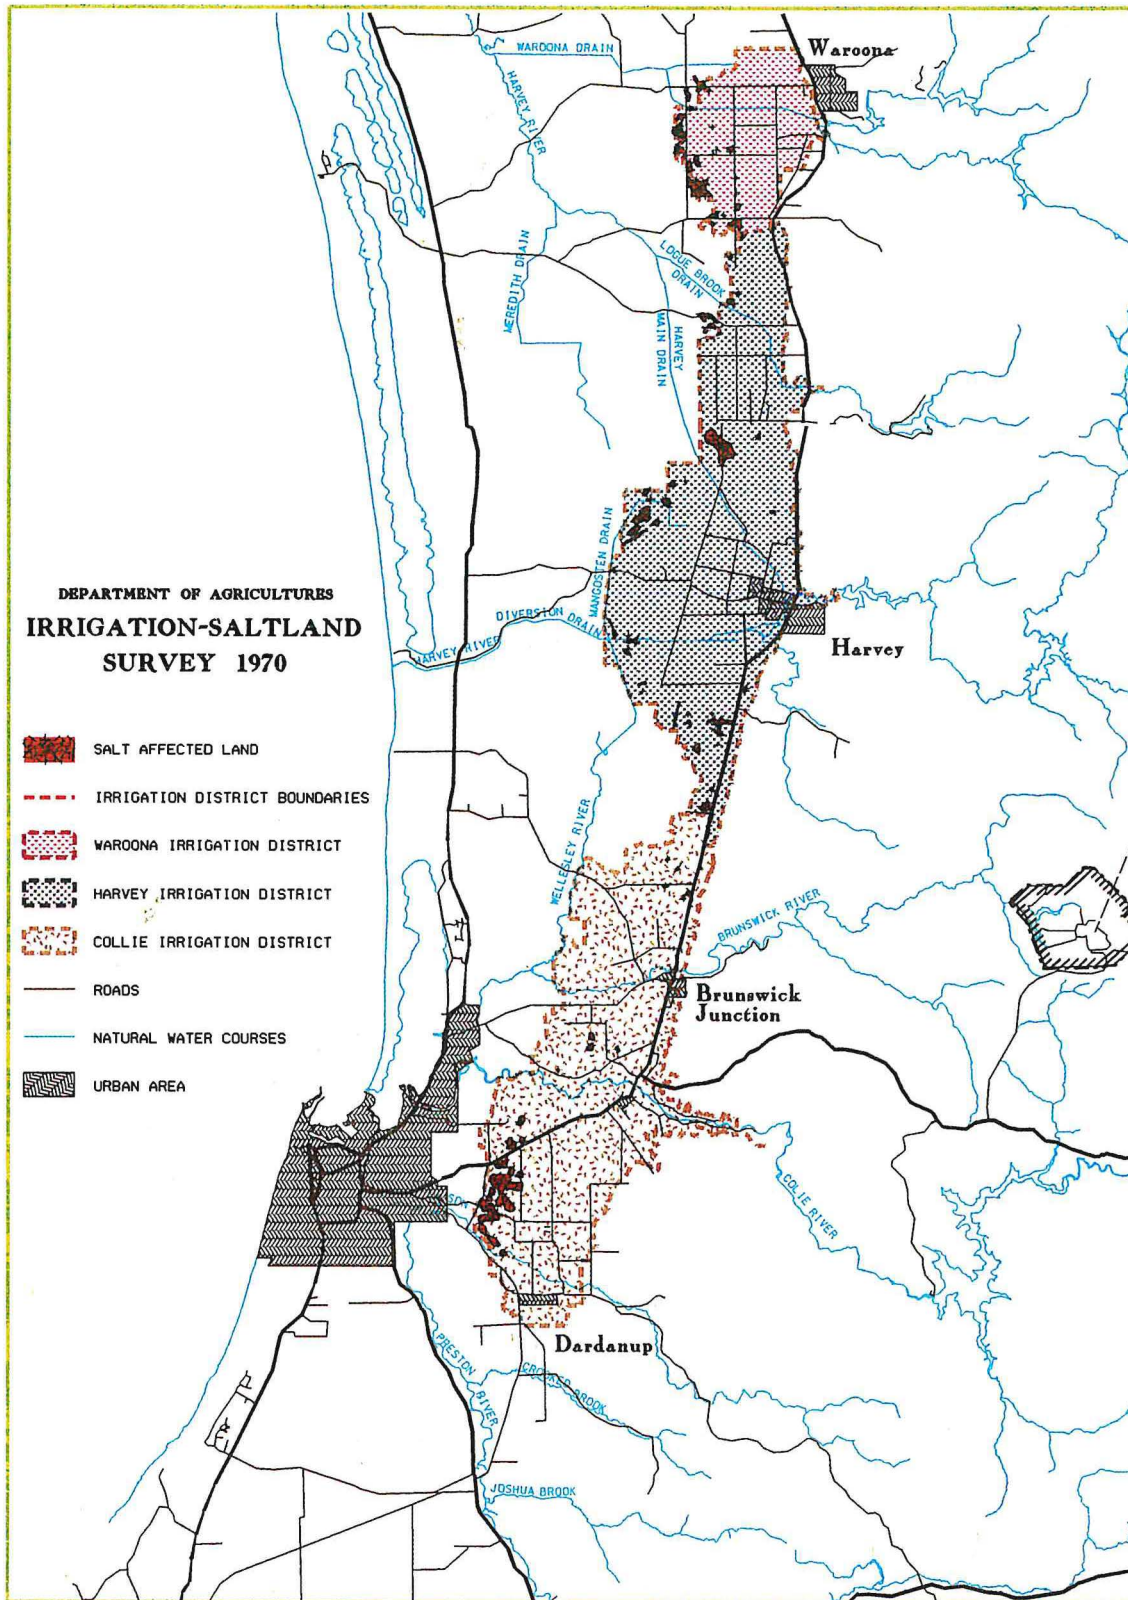 Waroona
WAROONA DRAIN
HARVEY RIVER
LOGUE BROOK
DRAIN
MEREDITH DRAIN
HARVEY
MAIN DRAIN
MANGOSTEN DRAIN
DEPARTMENT OF AGRICULTURES
IRRIGATION-SALTLAND
SURVEY 1970
DIVERSION DRAIN
HARVEY RIVER
Harvey
SALT AFFECTED LAND
IRRIGATION DISTRICT BOUNDARIES
WAROONA IRRIGATION DISTRICT
HARVEY IRRIGATION DISTRICT
COLLIE IRRIGATION DISTRICT
ROADS
NATURAL WATER COURSES
URBAN AREA
WELLESLEY RIVER
BRUNSWICK RIVER
Brunswick
Junction
COLIE RIVER
Dardanup
PRESTON RIVER
CROOKED BROOK
JOSHUA BROOK